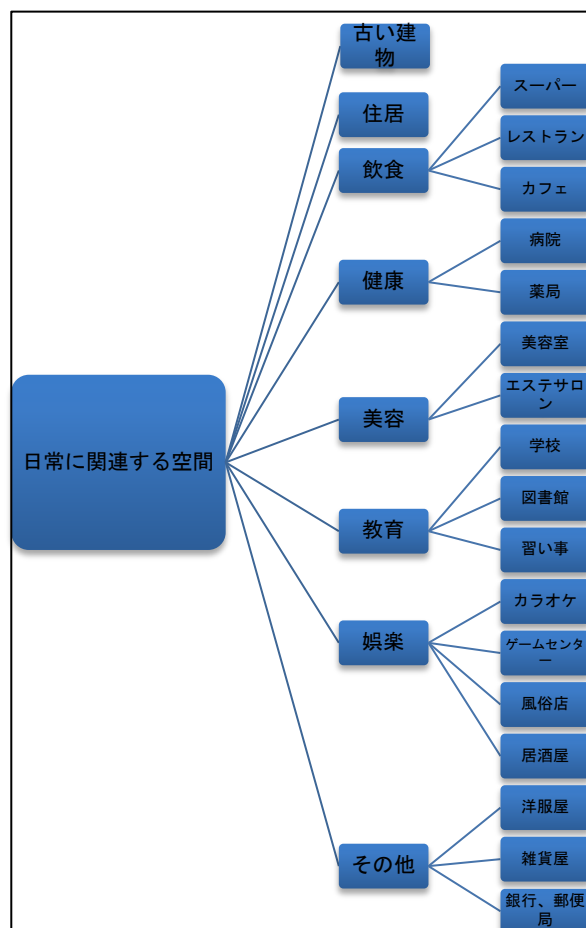 日常に関連する空間
古い建
物
住居
飲食
スーパー
レストラン
カフェ
健康
病院
薬局
美容
美容室
エステサロ
ン
教育
学校
図書館
習い事
娯楽
カラオケ
ゲームセンタ
ー
風俗店
居酒屋
その他
洋服屋
雑貨屋
銀行、郵便
局